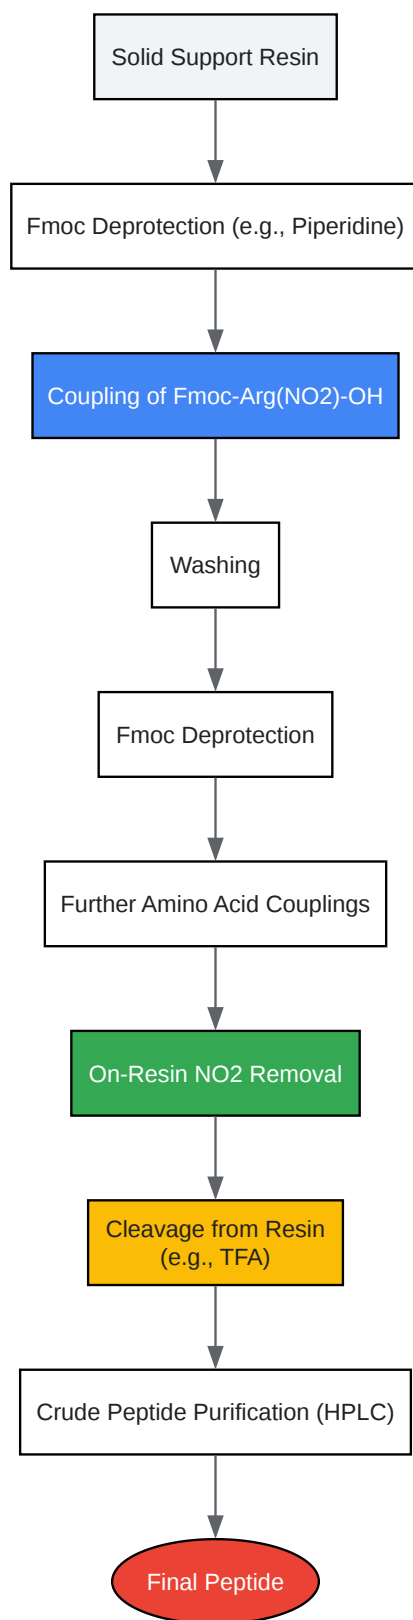 Solid Support Resin
Fmoc Deprotection (e.g., Piperidine)
Coupling of Fmoc-Arg(NO2)-OH
Washing
Fmoc Deprotection
Further Amino Acid Couplings
On-Resin NO2 Removal
Cleavage from Resin
(e.g., TFA)
Crude Peptide Purification (HPLC)
Final Peptide